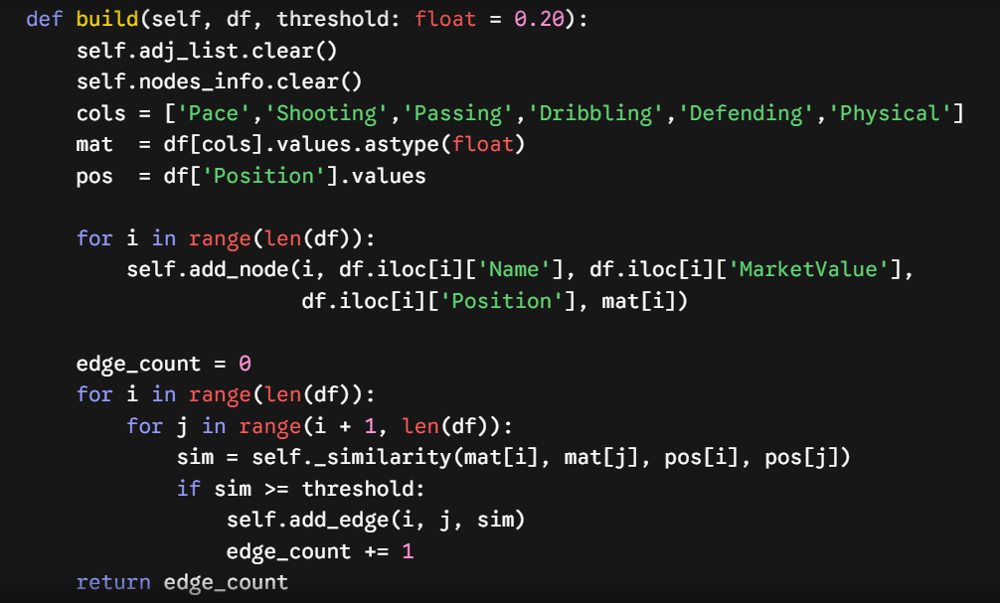 def build(self, df, threshold: float = 0.20):
    self.adj_list.clear()
    self.nodes_info.clear()
    cols = ['Pace','Shooting','Passing','Dribbling','Defending','Physical']
    mat  = df[cols].values.astype(float)
    pos  = df['Position'].values

    for i in range(len(df)):
        self.add_node(i, df.iloc[i]['Name'], df.iloc[i]['MarketValue'],
                      df.iloc[i]['Position'], mat[i])

    edge_count = 0
    for i in range(len(df)):
        for j in range(i + 1, len(df)):
            sim = self._similarity(mat[i], mat[j], pos[i], pos[j])
            if sim >= threshold:
                self.add_edge(i, j, sim)
                edge_count += 1
    return edge_count